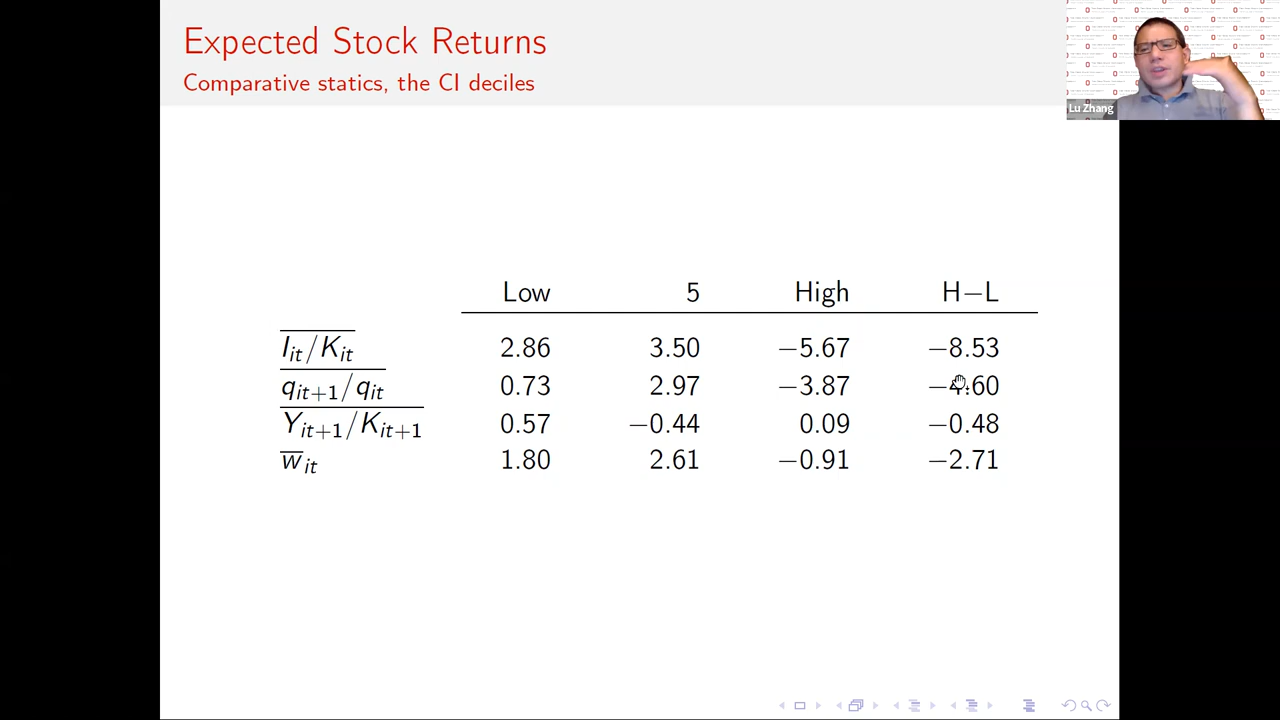 Expected Stock Returns
Comparative statics, the CI deciles
Lu Zhang
Low 5 High H−L
I_it/K_it 2.86 3.50 −5.67 −8.53
q_it+1/q_it 0.73 2.97 −3.87 −4.60
Y_it+1/K_it+1 0.57 −0.44 0.09 −0.48
w_it 1.80 2.61 −0.91 −2.71